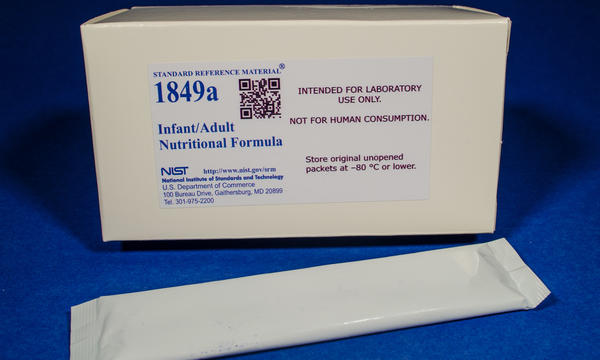 STANDARD REFERENCE MATERIAL®
1849a
Infant/Adult
Nutritional Formula
NIST http://www.nist.gov/srm
National Institute of Standards and Technology
U.S. Department of Commerce
100 Bureau Drive, Gaithersburg, MD 20899
Tel. 301-975-2200
INTENDED FOR LABORATORY
USE ONLY.
NOT FOR HUMAN CONSUMPTION.
Store original unopened
packets at –80 °C or lower.